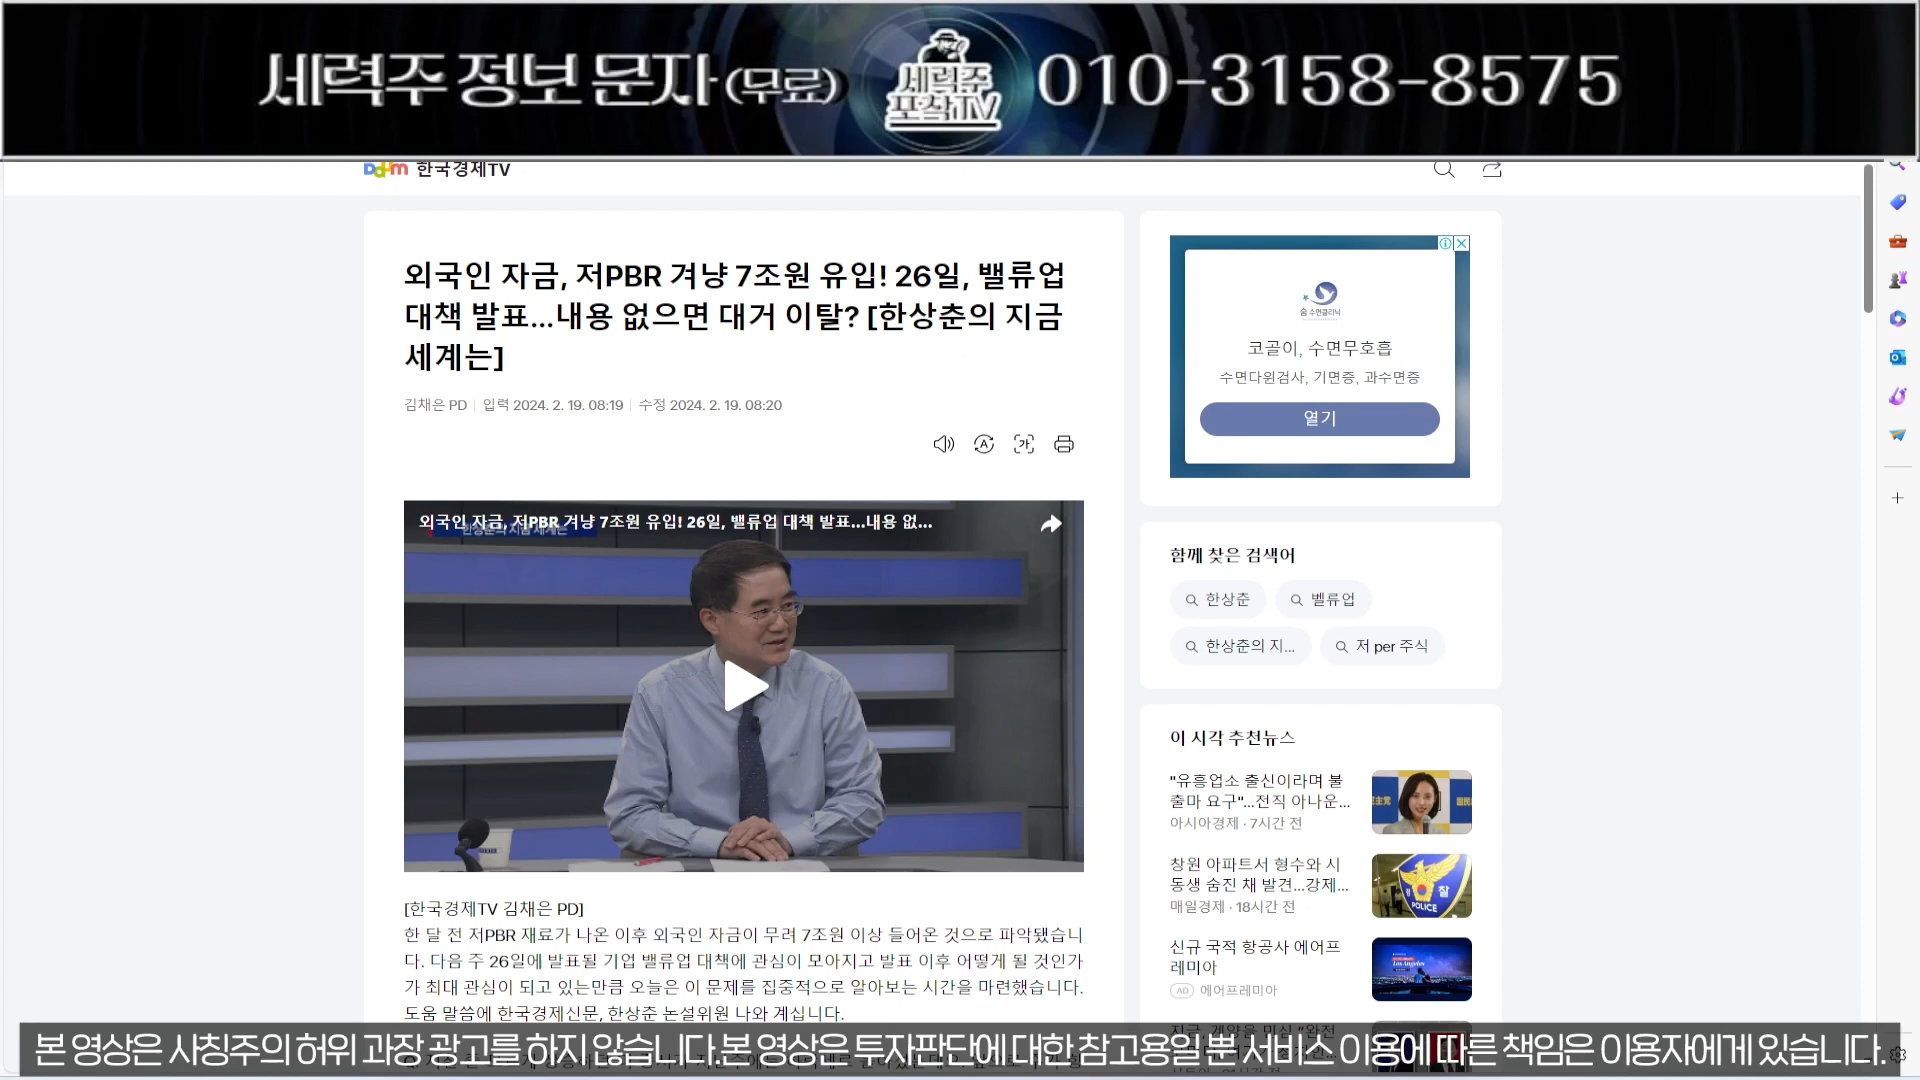 세력주 정보 문자 (무료)
세력주
포착TV
010-3158-8575
Daum 한국경제TV
외국인 자금, 저PBR 겨냥 7조원 유입! 26일, 밸류업
대책 발표...내용 없으면 대거 이탈? [한상춘의 지금
세계는]
김채은 PD 입력 2024. 2. 19. 08:19 수정 2024. 2. 19. 08:20
외국인 자금, 저PBR 겨냥 7조원 유입! 26일, 밸류업 대책 발표...내용 없...
한상춘의 지금 세계는
[한국경제TV 김채은 PD]
한 달 전 저PBR 재료가 나온 이후 외국인 자금이 무려 7조원 이상 들어온 것으로 파악됐습니
다. 다음 주 26일에 발표될 기업 밸류업 대책에 관심이 모아지고 발표 이후 어떻게 될 것인가
가 최대 관심이 되고 있는만큼 오늘은 이 문제를 집중적으로 알아보는 시간을 마련했습니다.
도움 말씀에 한국경제신문, 한상춘 논설위원 나와 계십니다.
숨 수면클리닉
코골이, 수면무호흡
수면다원검사, 기면증, 과수면증
열기
함께 찾은 검색어
한상춘
벨류업
한상춘의 지...
저 per 주식
이 시각 추천뉴스
"유흥업소 출신이라며 불
출마 요구"...전직 아나운...
아시아경제 · 7시간 전
창원 아파트서 형수와 시
동생 숨진 채 발견...강제...
매일경제 · 18시간 전
경 찰
POLICE
신규 국적 항공사 에어프
레미아
AD 에어프레미아
Los Angeles
본 영상은 사칭주의 허위 과장 광고를 하지 않습니다.본 영상은 투자판단에 대한 참고용일 뿐 서비스 이용에 따른 책임은 이용자에게 있습니다.